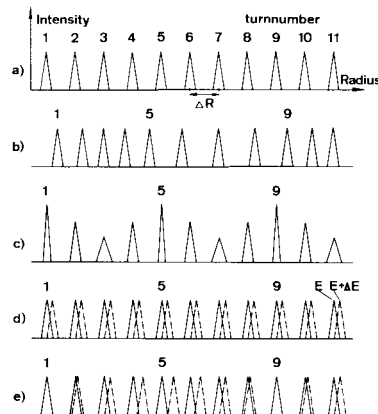 Intensity turnnumber
1 2 3 4 5 6 7 8 9 10 11
a) Radius
△R
1 5 9
b)
1 5 9
c)
1 5 9 E E+ΔE
d)
1 5 9
e)